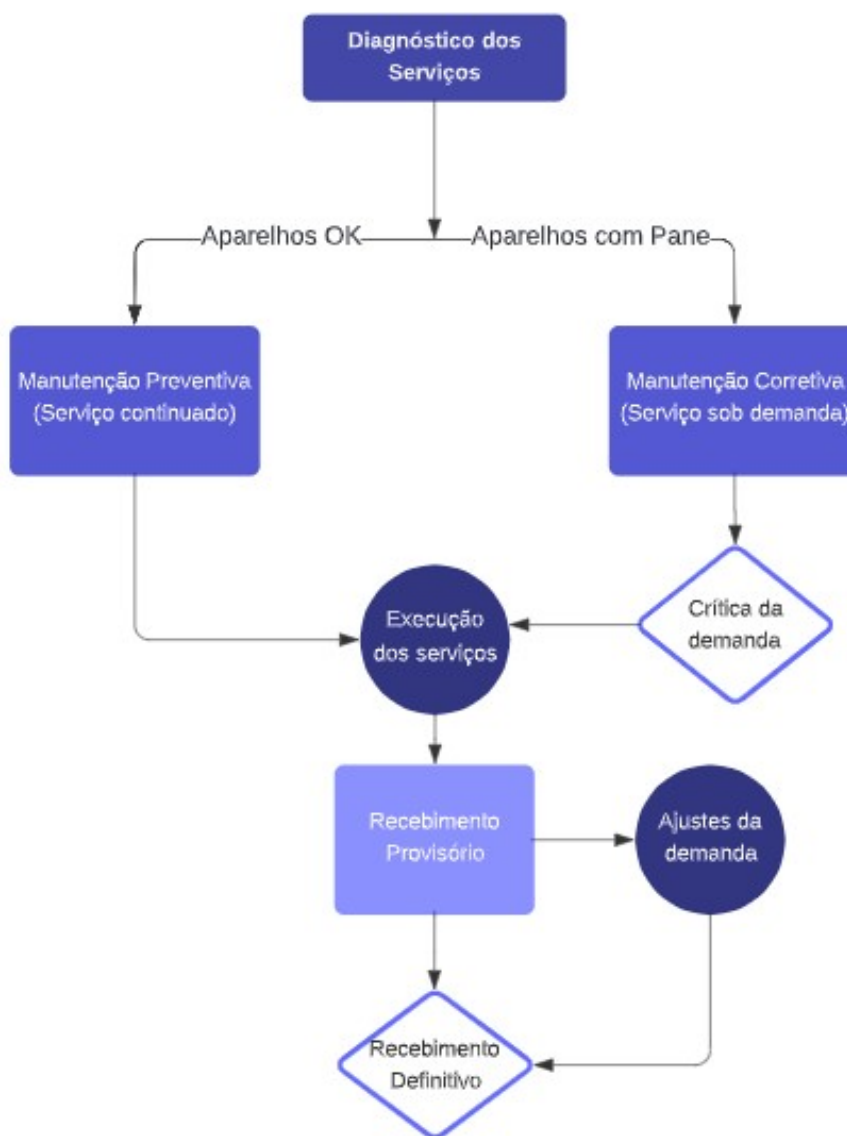 Diagnóstico dos
Serviços
Aparelhos OK
Aparelhos com Pane
Manutenção Preventiva
(Serviço continuado)
Manutenção Corretiva
(Serviço sob demanda)
Crítica da
demanda
Execução
dos serviços
Recebimento
Provisório
Ajustes da
demanda
Recebimento
Definitivo